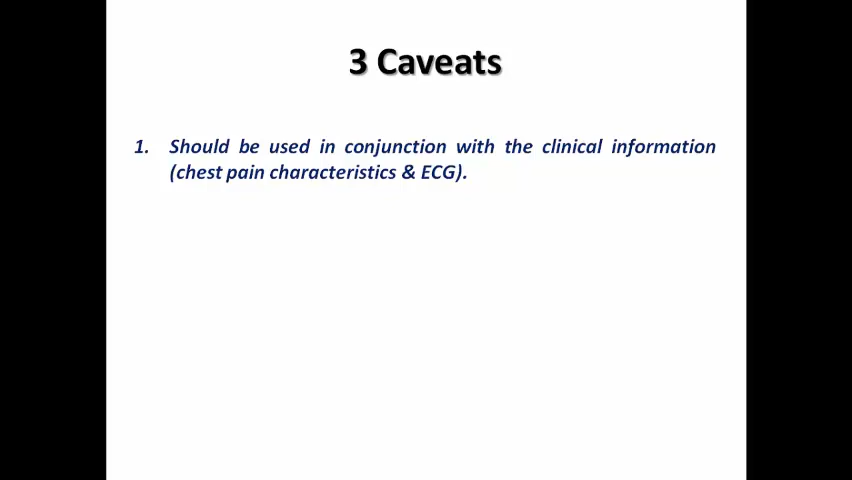 3 Caveats
1. Should be used in conjunction with the clinical information
(chest pain characteristics & ECG).